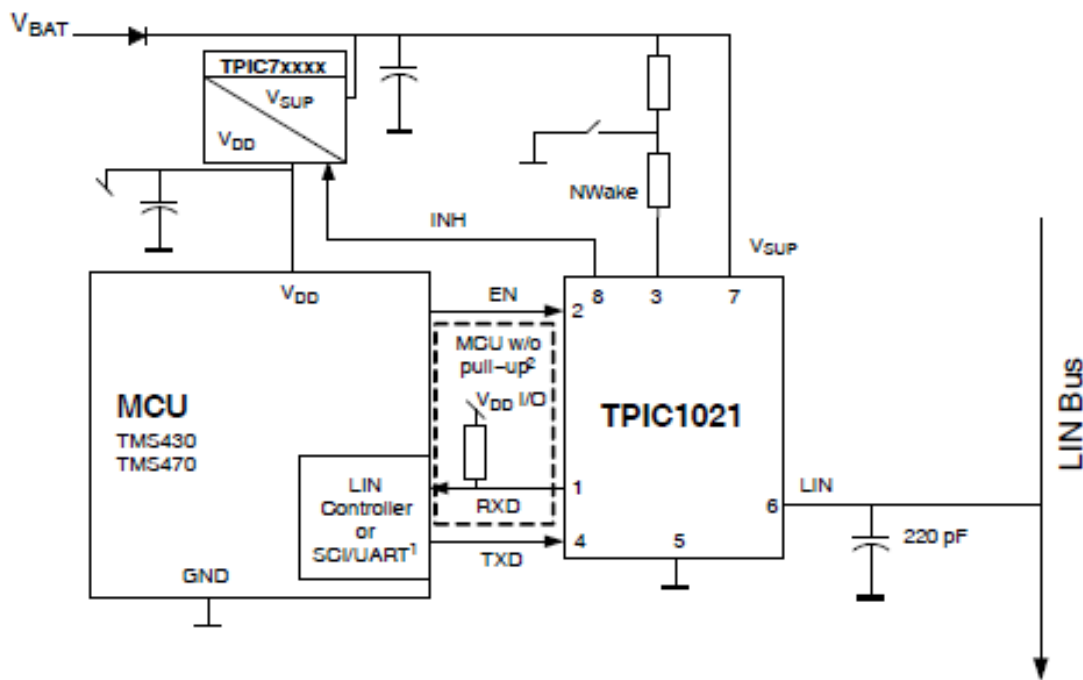 VBAT
TPIC7xxxx
VSUP
VDD
NWake
INH
VSUP
VDD
EN
8
3
7
2
MCU w/o
pull-up²
VDD I/O
MCU
TMS430
TMS470
TPIC1021
LIN Bus
LIN
Controller
or
SCI/UART¹
RXD
1
LIN
6
TXD
4
5
220 pF
GND